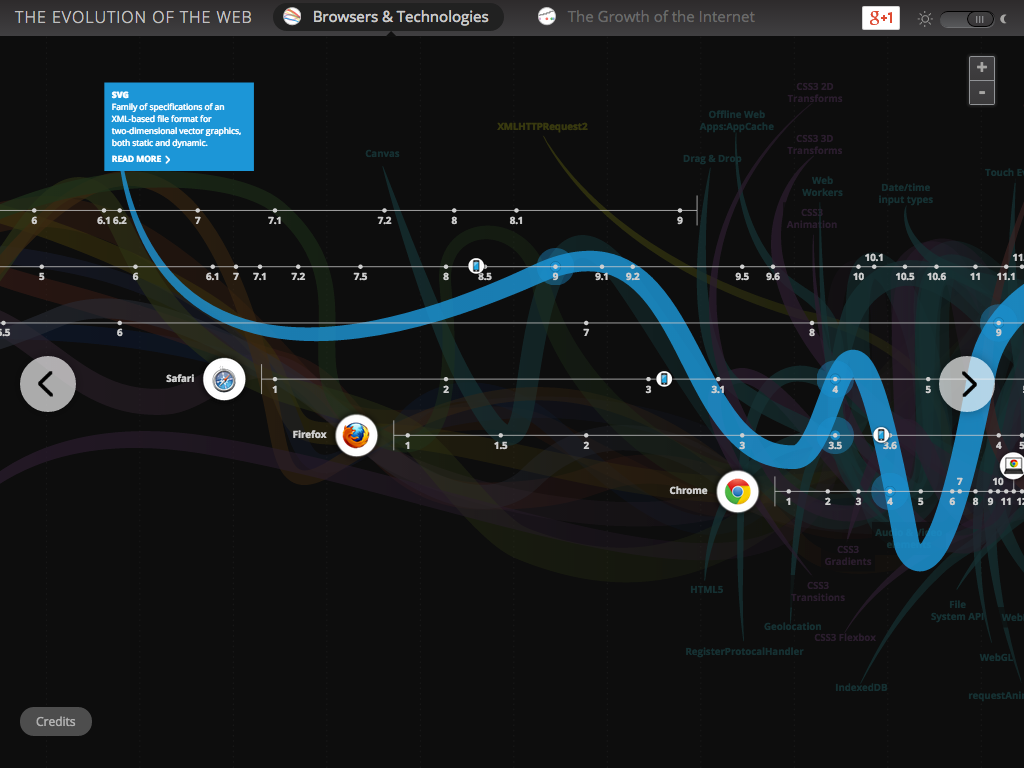 THE EVOLUTION OF THE WEB
Browsers & Technologies
The Growth of the Internet
g+1
+
-
SVG
Family of specifications of an
XML-based file format for
two-dimensional vector graphics,
both static and dynamic.
READ MORE
CSS3 2D
Transforms
Offline Web
Apps:AppCache
XMLHTTPRequest2
CSS3 3D
Transforms
Canvas
Drag & Drop
Touch Ev
Web
Workers
Date/time
input types
CSS3
Animation
6 6.1 6.2 7 7.1 7.2 8 8.1 9
10.1 11.
5 6 6.1 7 7.1 7.2 7.5 8 8.5 9 9.1 9.2 9.5 9.6 10 10.5 10.6 11 11.1
5.5 6 7 8 9
Safari
1 2 3 3.1 4 5
Firefox
1 1.5 2 3 3.5 3.6 4 5
Chrome
7 10
1 2 3 4 5 6 8 9 11 12
CSS3
Gradients
HTML5
CSS3
Transitions
File
System API
Geolocation
CSS3 Flexbox
RegisterProtocalHandler
WebGL
IndexedDB
requestAni
Credits